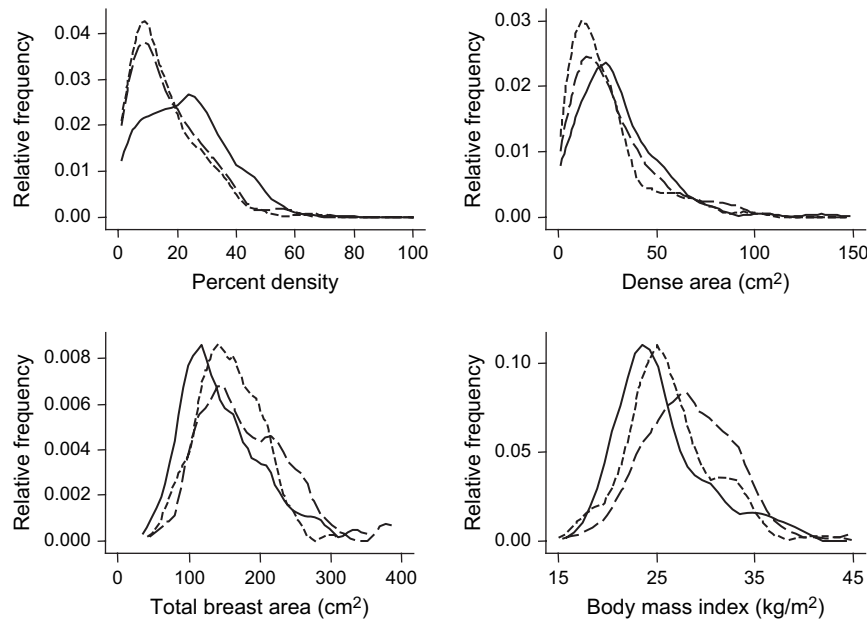 Relative frequency
0.04
0.03
0.02
0.01
0.00
0 20 40 60 80 100
Percent density
Relative frequency
0.03
0.02
0.01
0.00
0 50 100 150
Dense area (cm²)
Relative frequency
0.008
0.006
0.004
0.002
0.000
0 100 200 300 400
Total breast area (cm²)
Relative frequency
0.10
0.05
0.00
15 25 35 45
Body mass index (kg/m²)